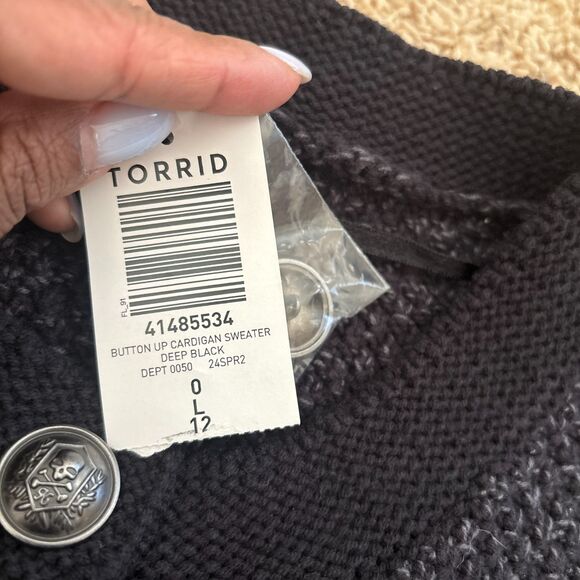 TORRID
FL_91
41485534
BUTTON UP CARDIGAN SWEATER
DEEP BLACK
DEPT 0050 24SPR2
0
L
12